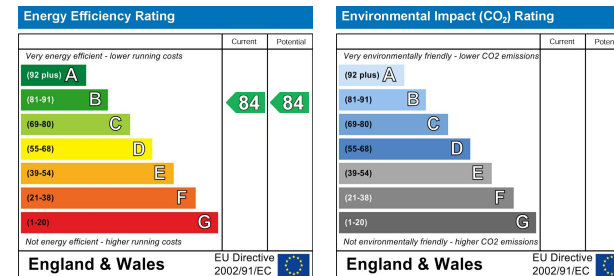 Energy Efficiency Rating
Current Potential
Very energy efficient - lower running costs
(92 plus) A
(81-91) B
84 84
(69-80) C
(55-68) D
(39-54) E
(21-38) F
(1-20) G
Not energy efficient - higher running costs
England & Wales
EU Directive
2002/91/EC
Environmental Impact (CO₂) Rating
Current Poten
Very environmentally friendly - lower CO2 emissions
(92 plus) A
(81-91) B
(69-80) C
(55-68) D
(39-54) E
(21-38) F
(1-20) G
Not environmentally friendly - higher CO2 emissions
England & Wales
EU Directive
2002/91/EC